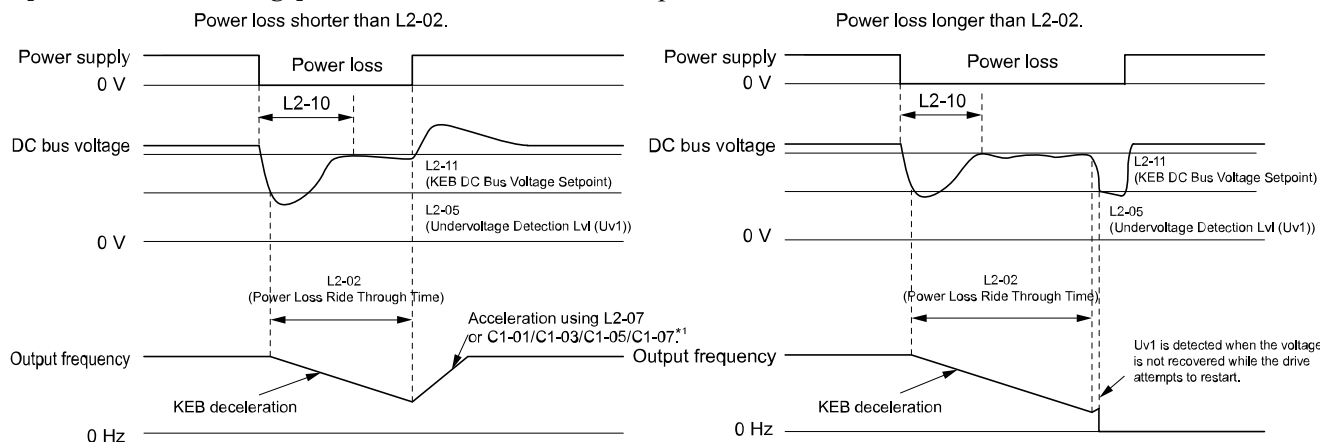 Power loss shorter than L2-02.
Power supply
Power loss
0 V
L2-10
DC bus voltage
L2-11
(KEB DC Bus Voltage Setpoint)
L2-05
(Undervoltage Detection Lvl (Uv1))
0 V
L2-02
(Power Loss Ride Through Time)
Acceleration using L2-07
or C1-01/C1-03/C1-05/C1-07.*1
Output frequency
KEB deceleration
0 Hz
Power loss longer than L2-02.
Power supply
Power loss
0 V
L2-10
DC bus voltage
L2-11
(KEB DC Bus Voltage Setpoint)
L2-05
(Undervoltage Detection Lvl (Uv1))
0 V
L2-02
(Power Loss Ride Through Time)
Output frequency
Uv1 is detected when the voltage
is not recovered while the drive
attempts to restart.
KEB deceleration
0 Hz